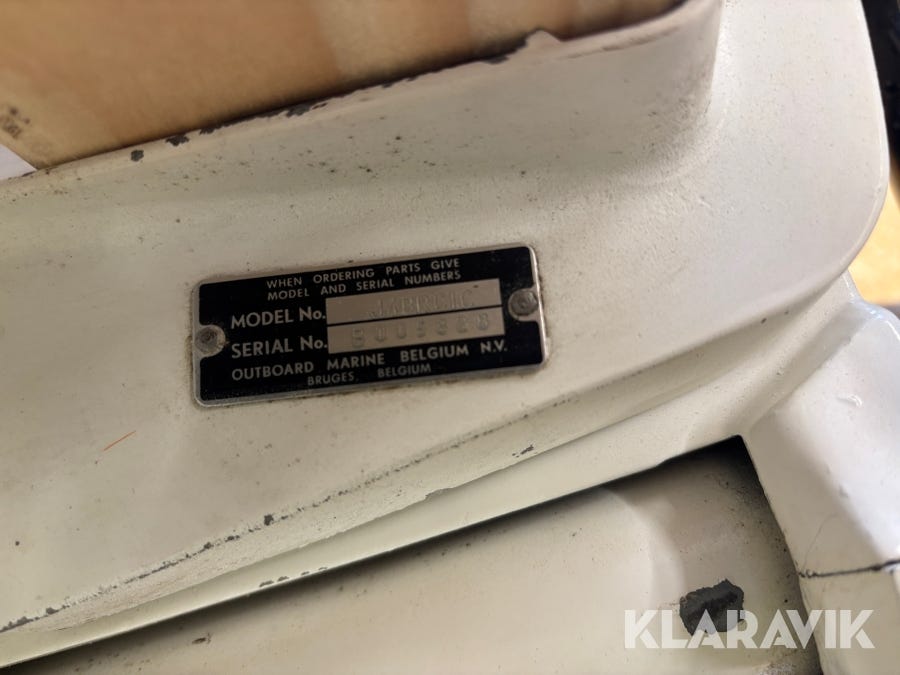 WHEN ORDERING PARTS GIVE
MODEL AND SERIAL NUMBERS
MODEL No.
SERIAL No.
OUTBOARD MARINE BELGIUM N.V.
BRUGES, BELGIUM
KLARAVIK